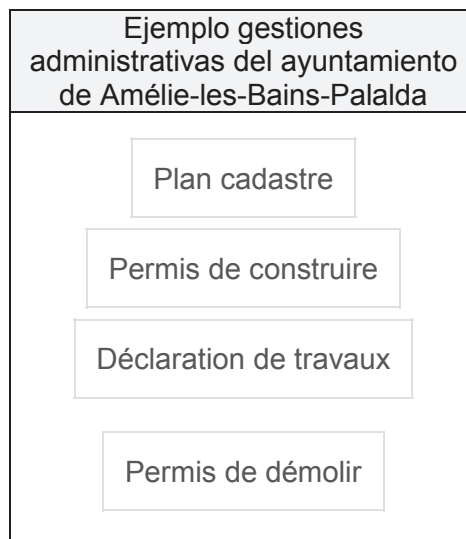 Ejemplo gestiones
administrativas del ayuntamiento
de Amélie-les-Bains-Palalda
Plan cadastre
Permis de construire
Déclaration de travaux
Permis de démolir